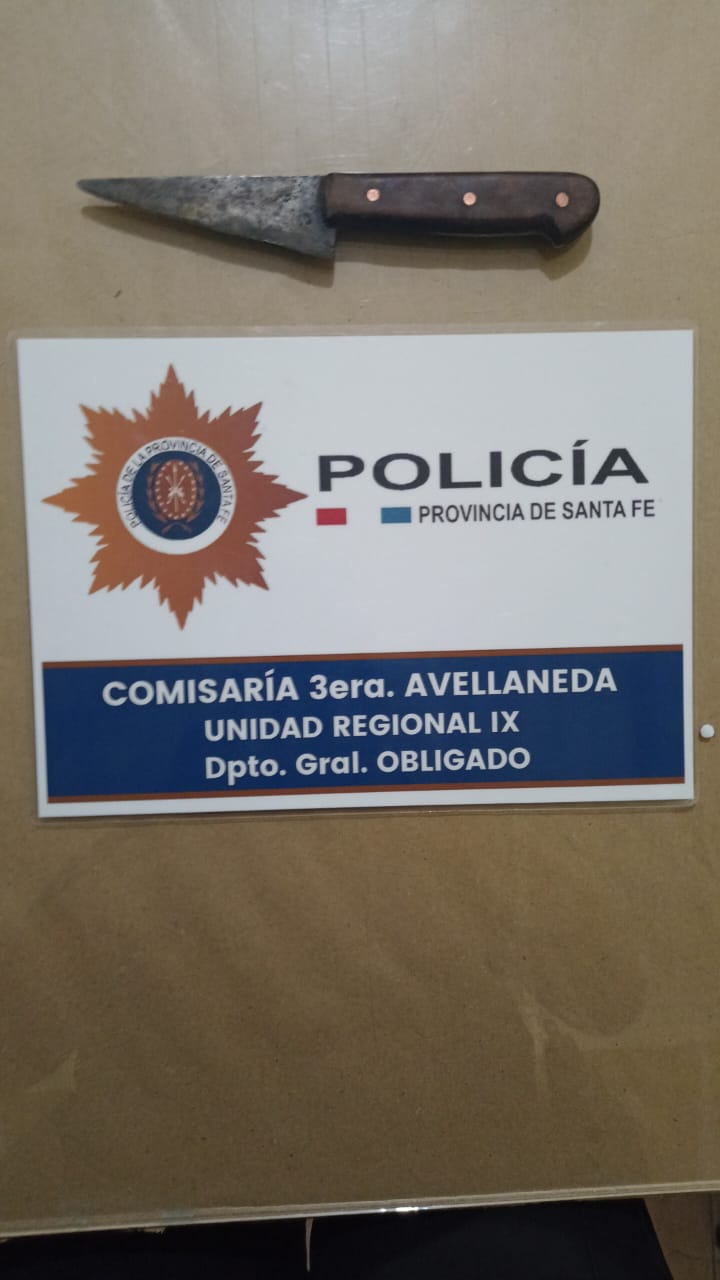 POLICÍA DE LA PROVINCIA DE SANTA FE
POLICÍA
PROVINCIA DE SANTA FE
COMISARÍA 3era. AVELLANEDA
UNIDAD REGIONAL IX
Dpto. Gral. OBLIGADO